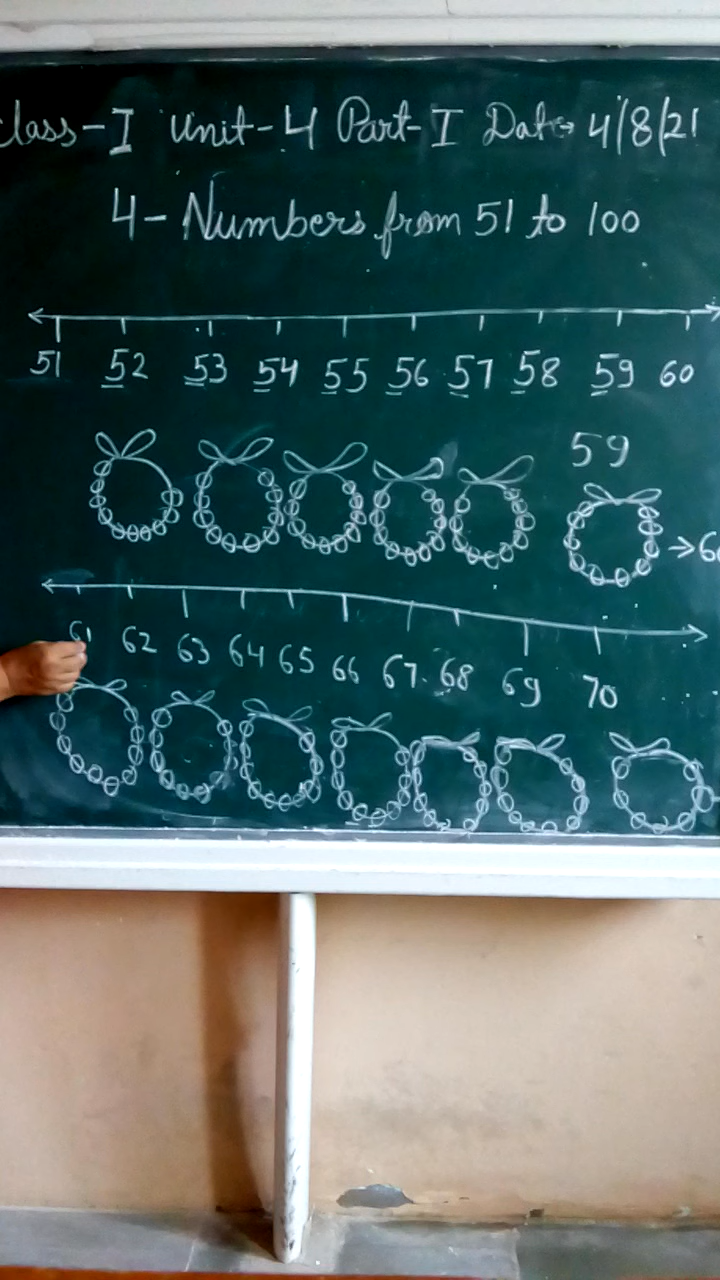 Class-I Unit-4 Part-I Date→ 4/8/21
4- Numbers from 51 to 100
51 52 53 54 55 56 57 58 59 60
59
→6
61 62 63 64 65 66 67 68 69 70